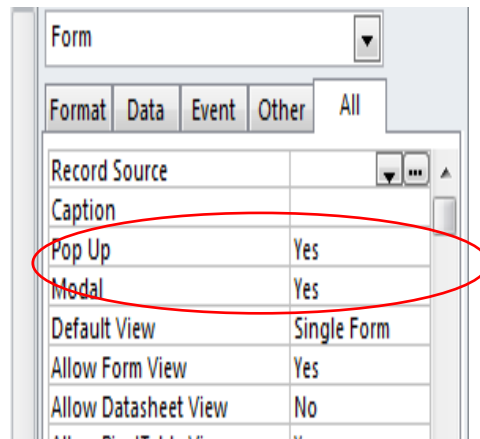 Form
Format Data Event Other All
Record Source
Caption
Pop Up Yes
Modal Yes
Default View Single Form
Allow Form View Yes
Allow Datasheet View No